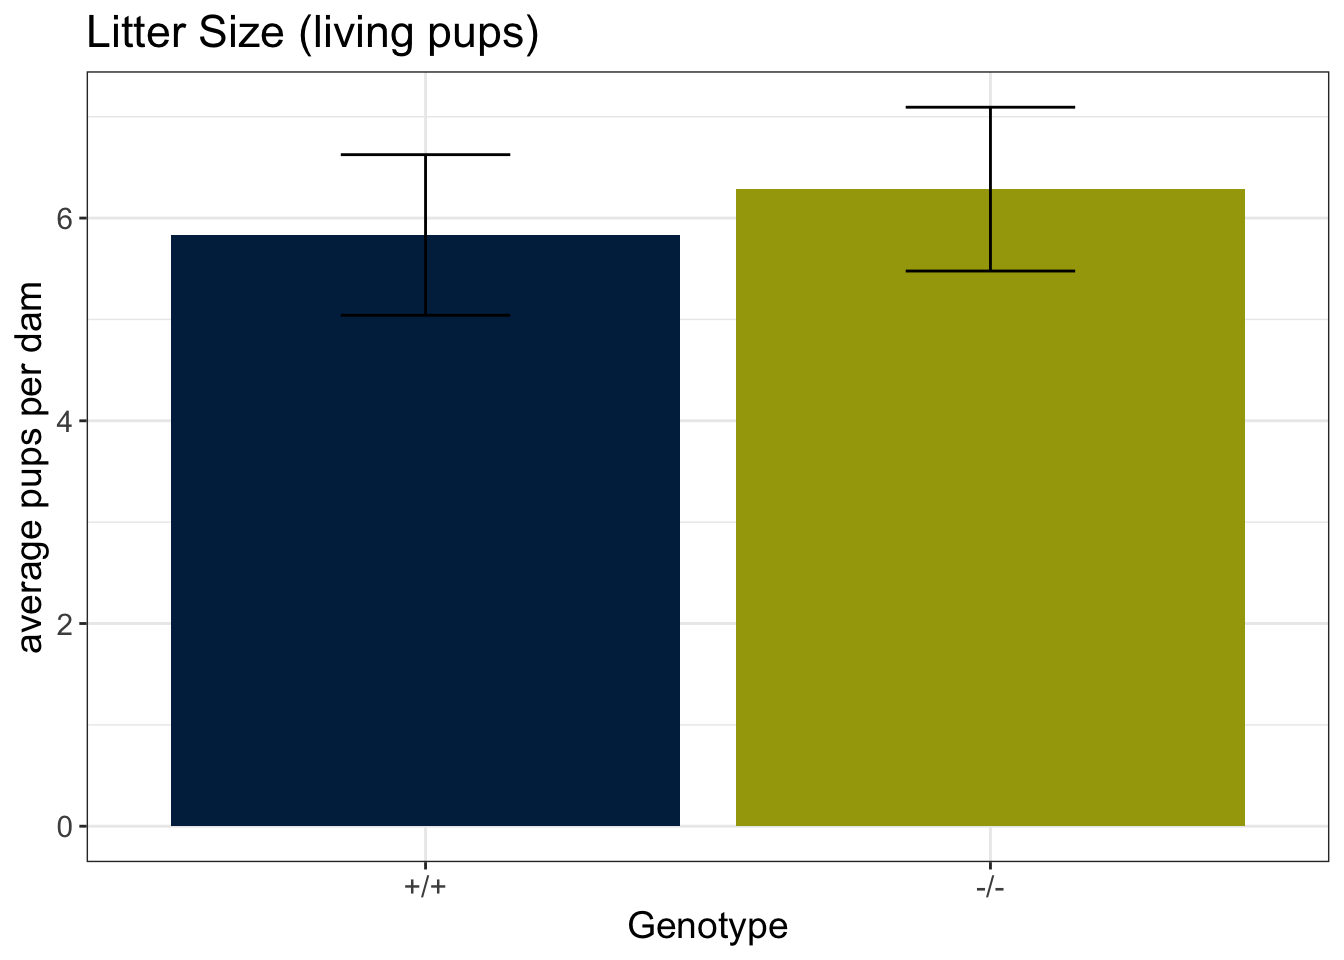 Litter Size (living pups)
average pups per dam
6
4
2
0
+/+
-/-
Genotype